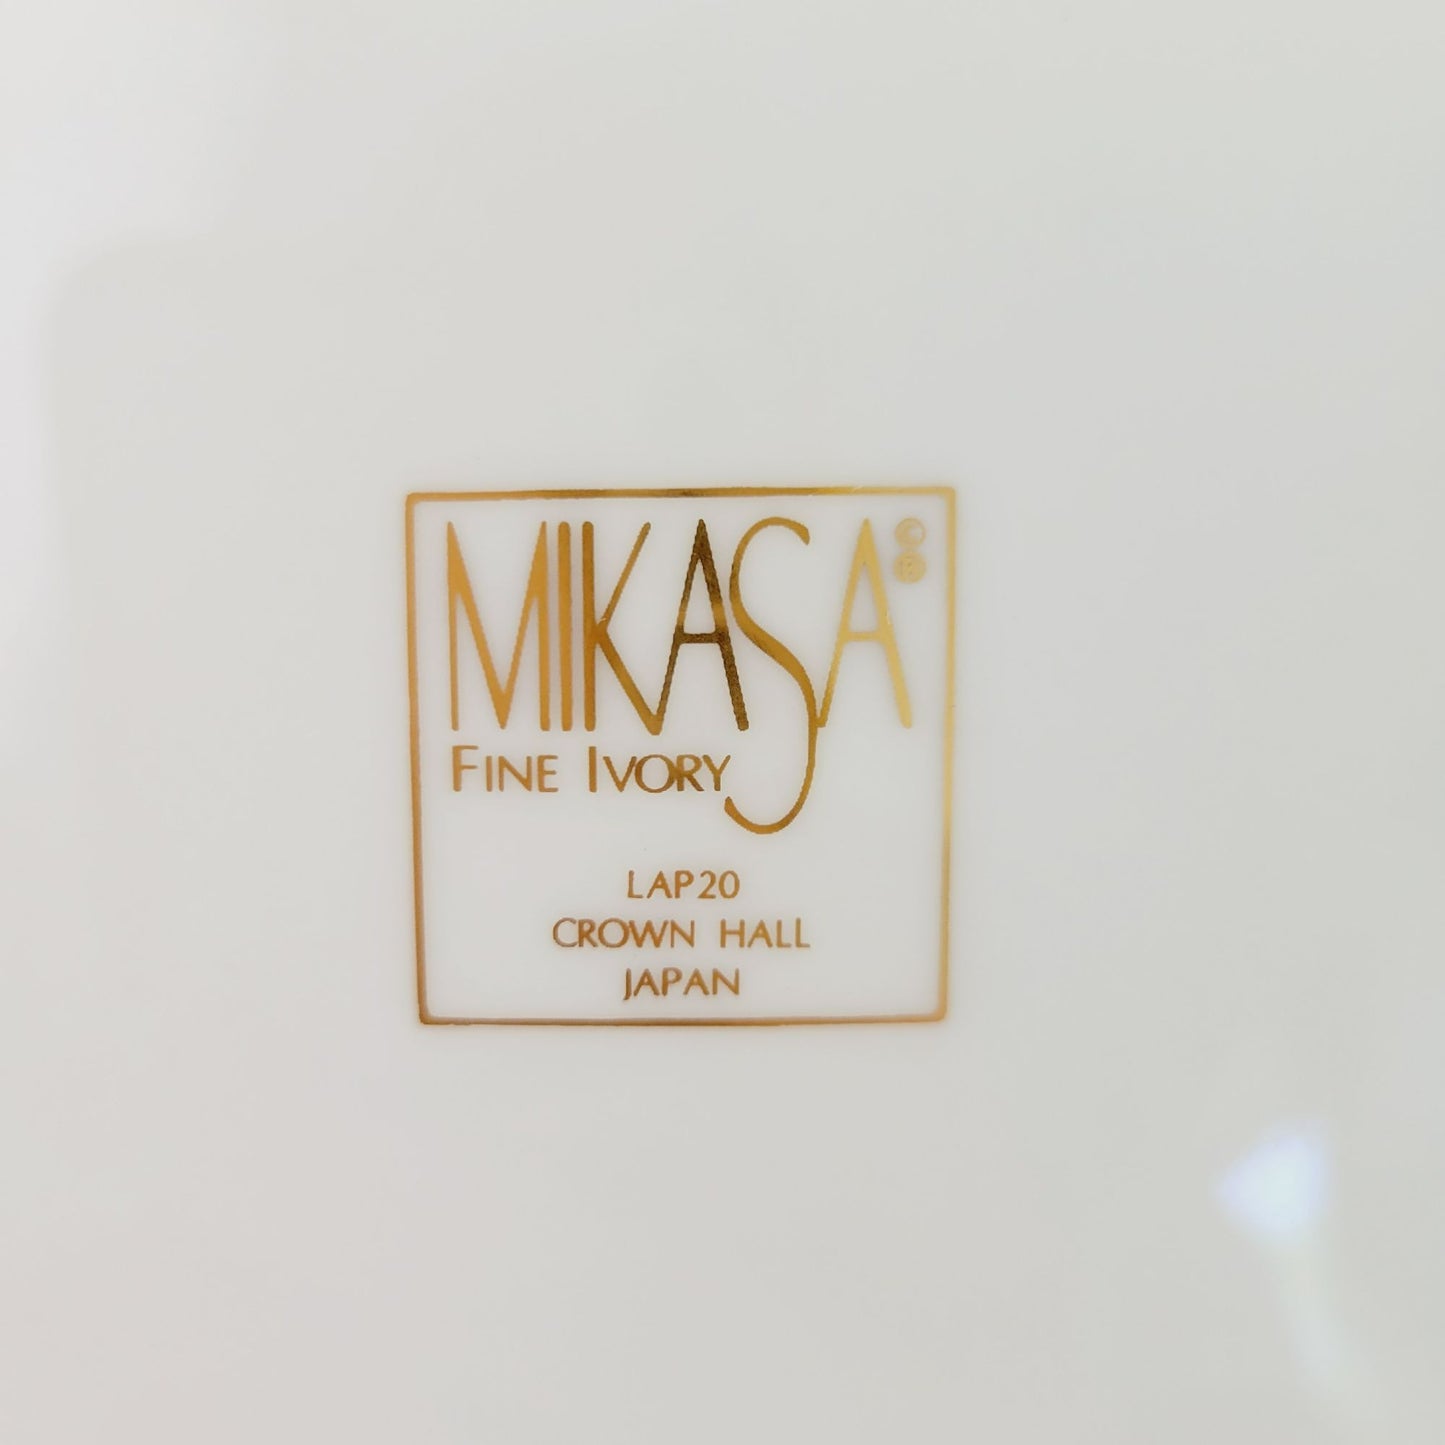 MIKASA ©®
FINE IVORY
LAP20
CROWN HALL
JAPAN